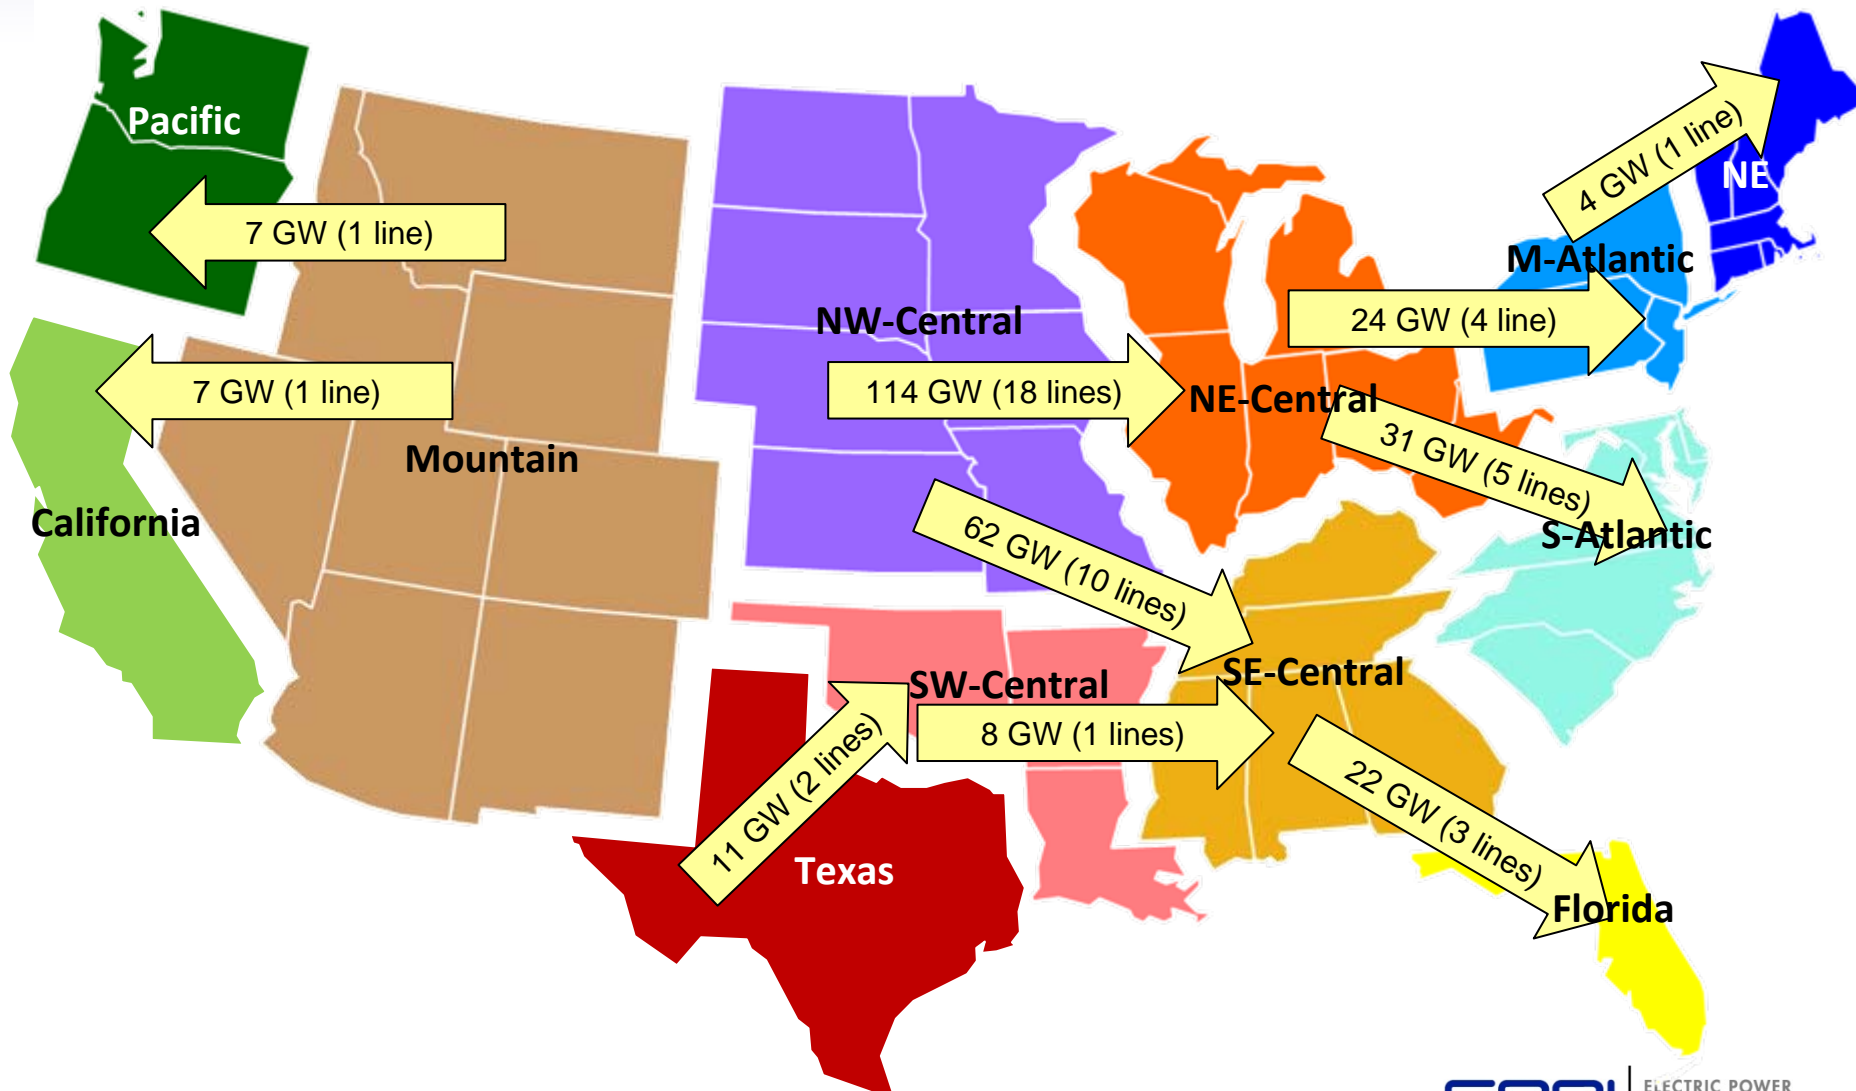 Pacific
7 GW (1 line)
7 GW (1 line)
California
Mountain
NW-Central
114 GW (18 lines)
NE-Central
62 GW (10 lines)
SW-Central
SE-Central
8 GW (1 lines)
11 GW (2 lines)
Texas
22 GW (3 lines)
Florida
4 GW (1 line)
NE
M-Atlantic
24 GW (4 line)
31 GW (5 lines)
S-Atlantic
ELECTRIC POWER